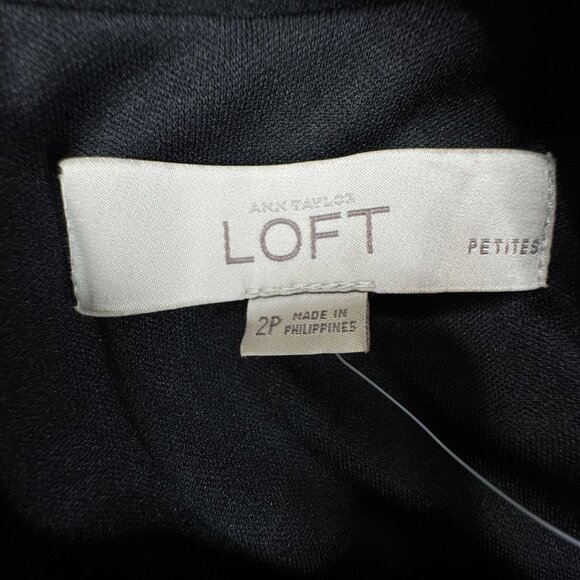 ANN TAYLOR
LOFT
PETITES
2P MADE IN
PHILIPPINES